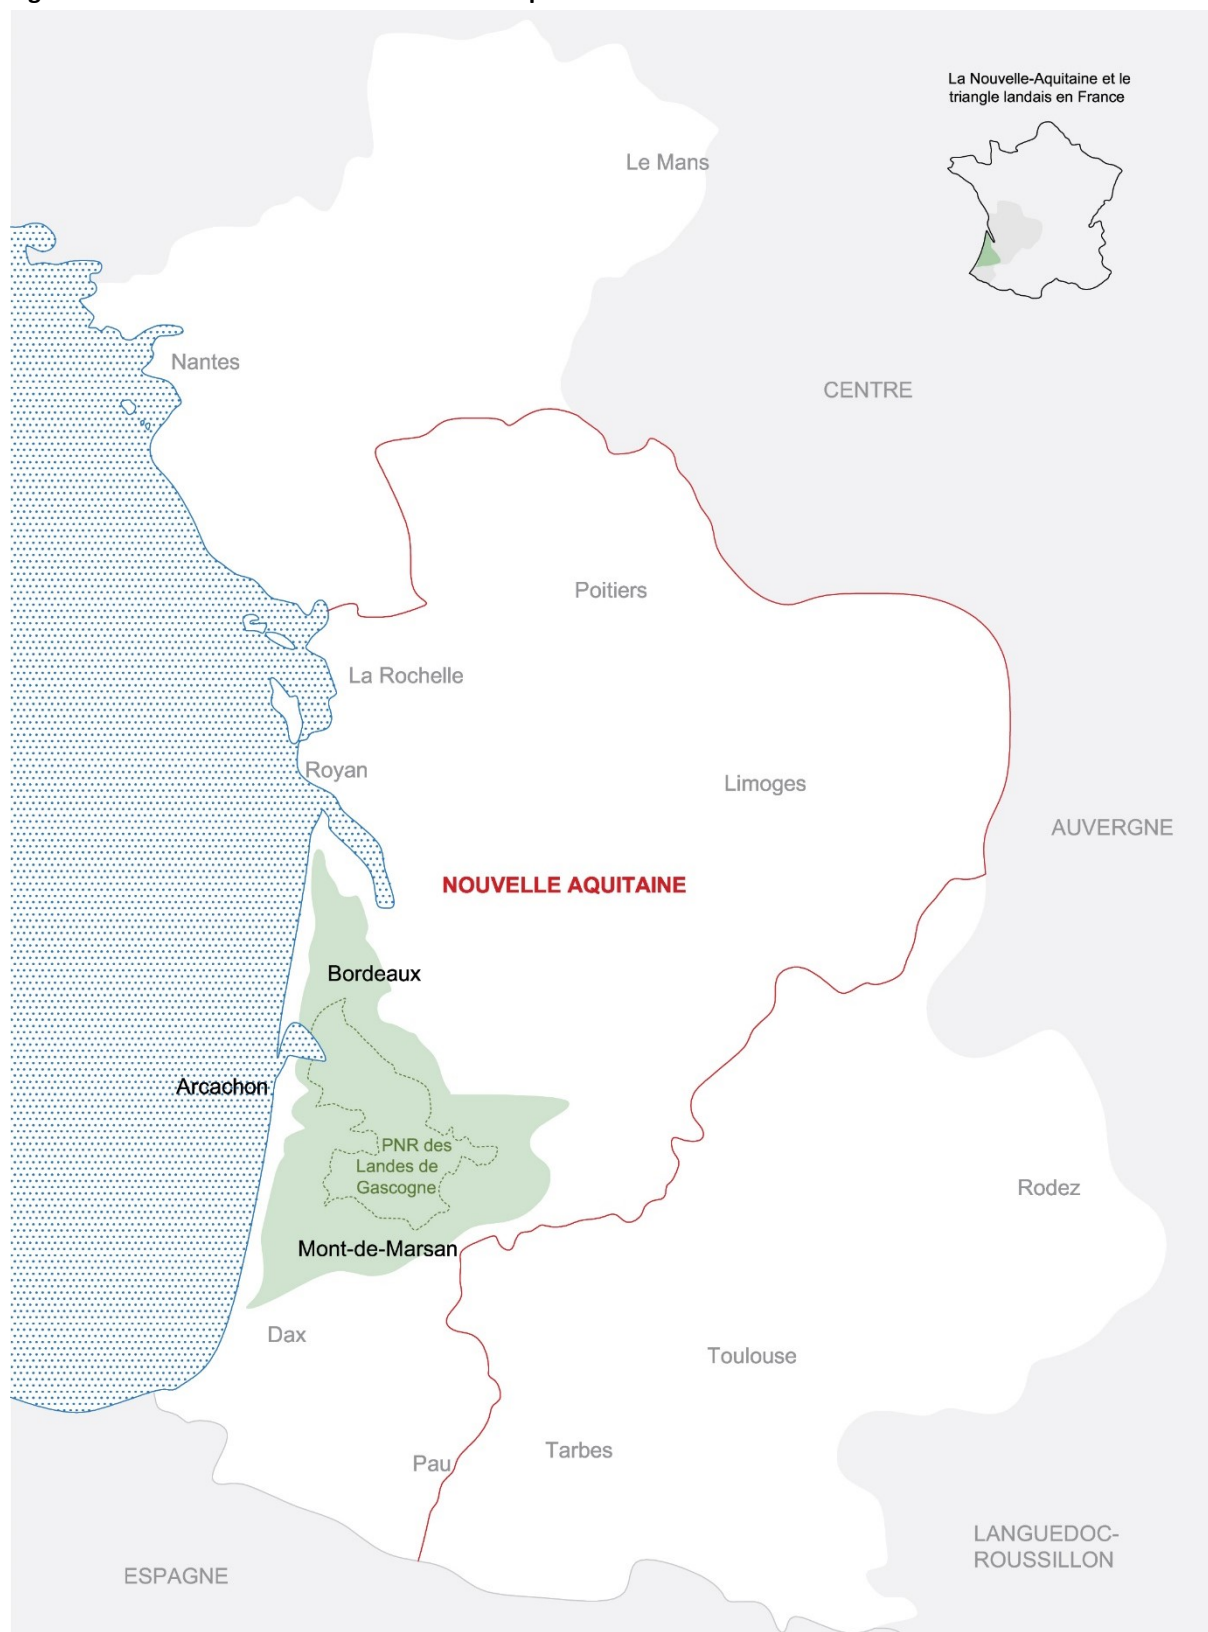 La Nouvelle-Aquitaine et le
triangle landais en France
Le Mans
Nantes
CENTRE
Poitiers
La Rochelle
Royan
Limoges
AUVERGNE
NOUVELLE AQUITAINE
Bordeaux
Arcachon
PNR des
Landes de
Gascogne
Rodez
Mont-de-Marsan
Dax
Toulouse
Pau
Tarbes
LANGUEDOC-
ROUSSILLON
ESPAGNE